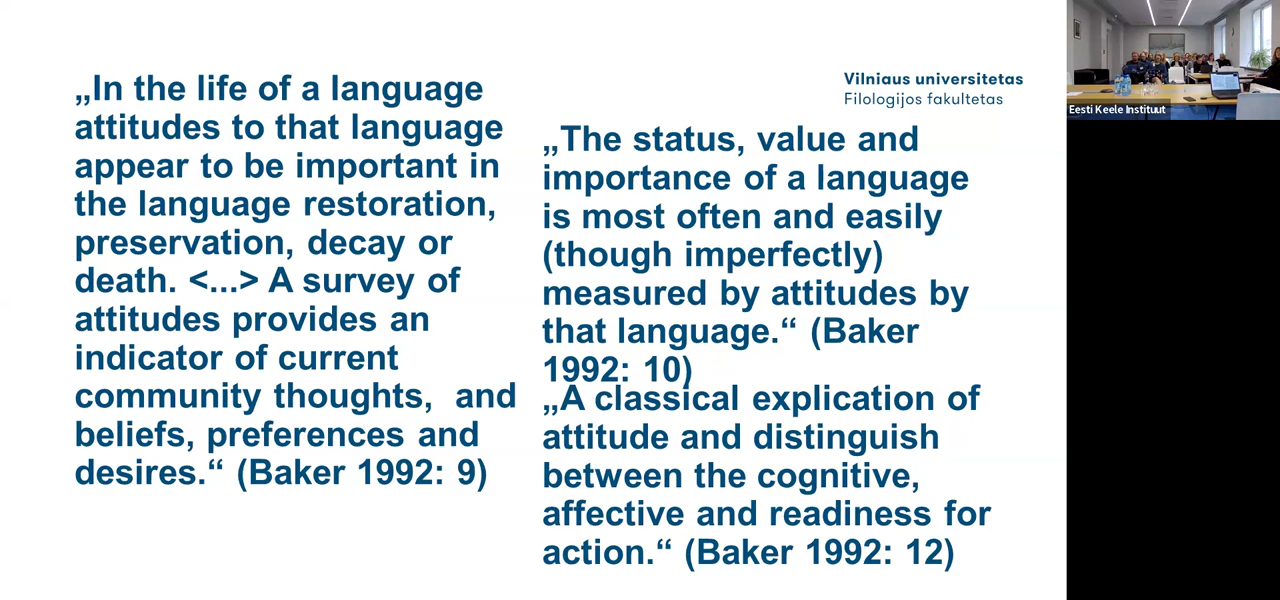 „In the life of a language
attitudes to that language
appear to be important in
the language restoration,
preservation, decay or
death. <...> A survey of
attitudes provides an
indicator of current
community thoughts,  and
beliefs, preferences and
desires.“ (Baker 1992: 9)
Vilniaus universitetas
Filologijos fakultetas
„The status, value and
importance of a language
is most often and easily
(though imperfectly)
measured by attitudes by
that language.“ (Baker
1992: 10)
„A classical explication of
attitude and distinguish
between the cognitive,
affective and readiness for
action.“ (Baker 1992: 12)
Eesti Keele Instituut